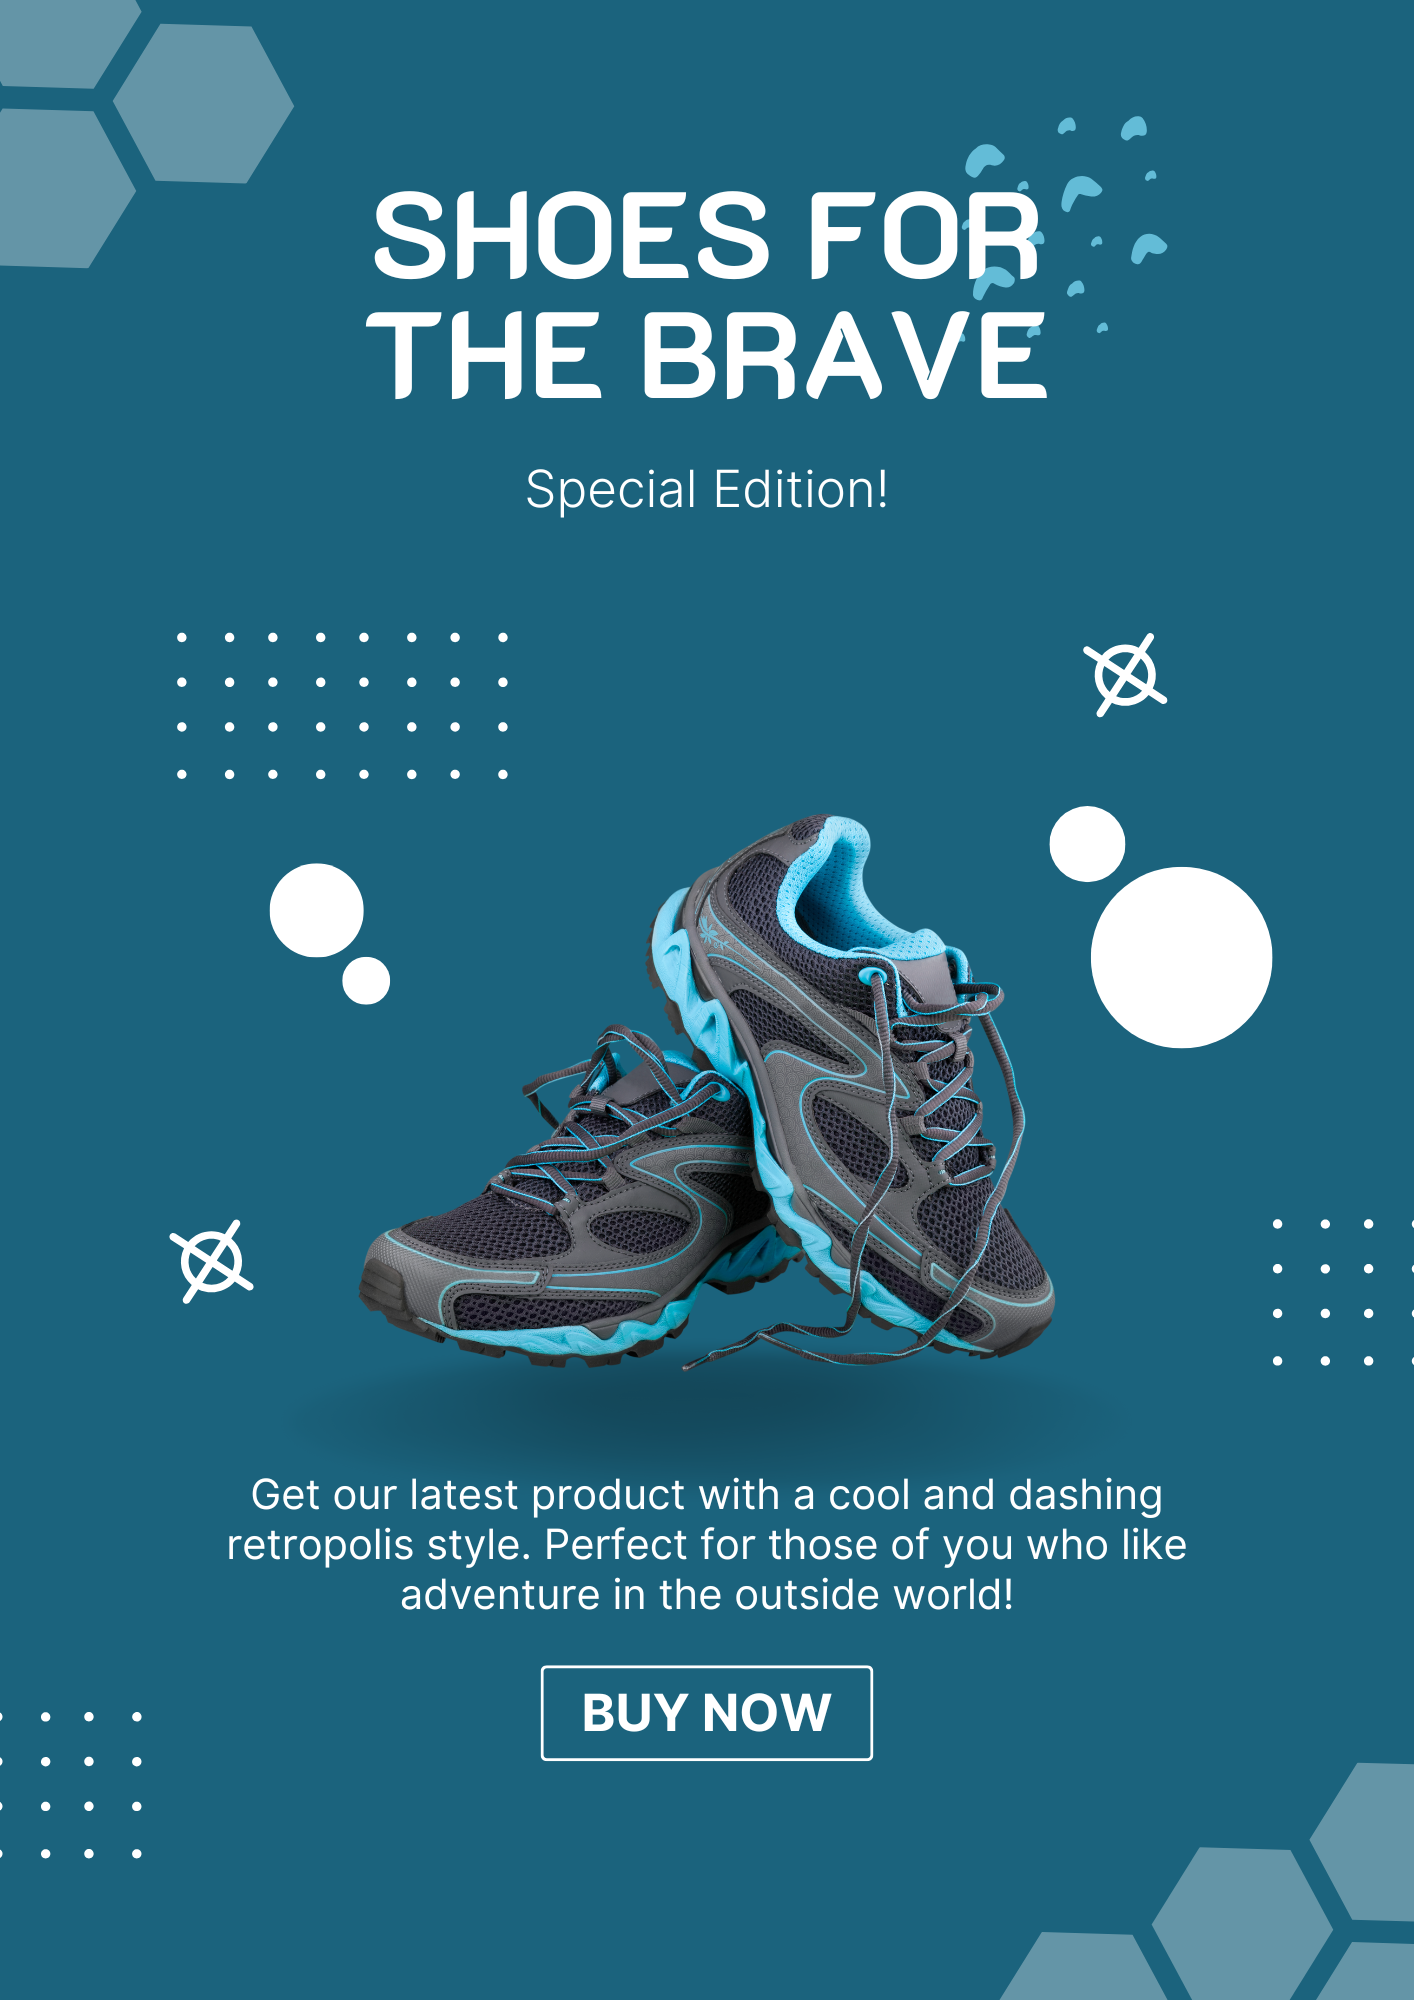 SHOES FOR
THE BRAVE
Special Edition!
Get our latest product with a cool and dashing
retropolis style. Perfect for those of you who like
adventure in the outside world!
BUY NOW